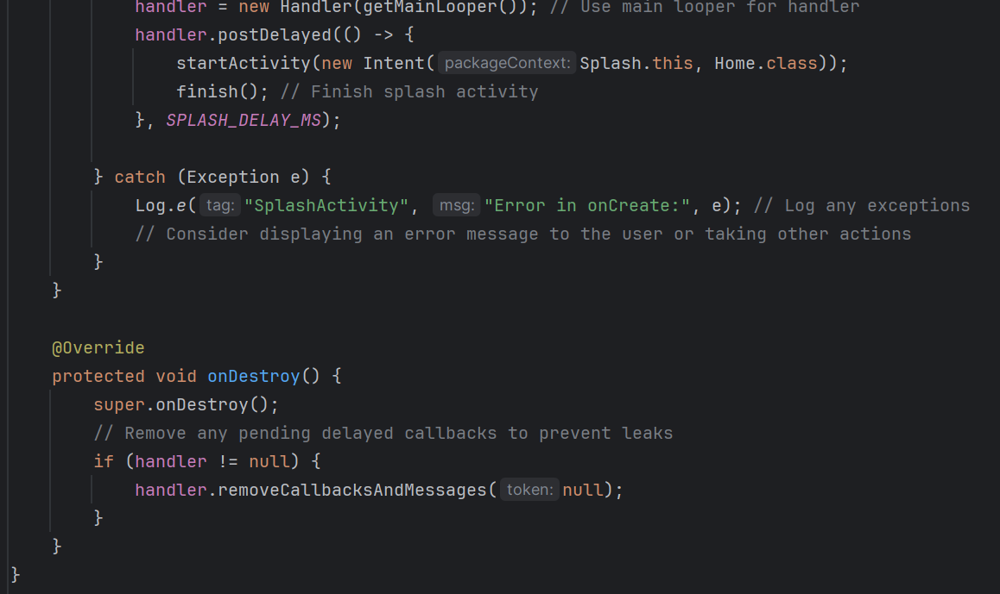 handler = new Handler(getMainLooper()); // Use main looper for handler
handler.postDelayed(() -> {
startActivity(new Intent( packageContext: Splash.this, Home.class));
finish(); // Finish splash activity
}, SPLASH_DELAY_MS);
} catch (Exception e) {
Log.e( tag: "SplashActivity", msg: "Error in onCreate:", e); // Log any exceptions
// Consider displaying an error message to the user or taking other actions
}
}
@Override
protected void onDestroy() {
super.onDestroy();
// Remove any pending delayed callbacks to prevent leaks
if (handler != null) {
handler.removeCallbacksAndMessages( token: null);
}
}
}